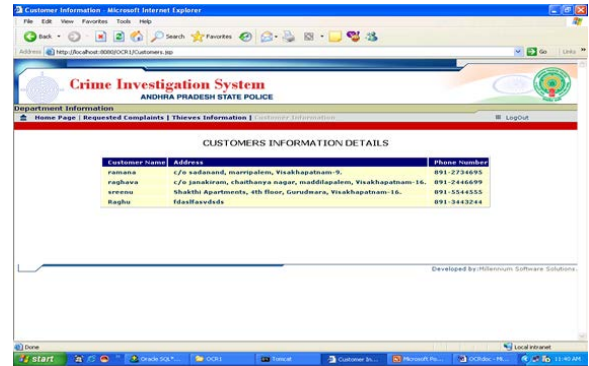 Customer Information - Microsoft Internet Explorer
File Edit View Favorites Tools Help
Back Search Favorites
Address http://localhost:8080/OCR1/Customers.jsp Go Links
Crime Investigation System
ANDHRA PRADESH STATE POLICE
Department Information
Home Page | Requested Complaints | Thieves Information | Customer Information LogOut
CUSTOMERS INFORMATION DETAILS
Customer Name Address Phone Number
ramana c/o sadanand, marripalem, Visakhapatnam-9. 891-2734695
raghava c/o janakiram, chaithanya nagar, maddilapalem, Visakhapatnam-16. 891-2446699
sreenu Shakthi Apartments, 4th floor, Gurudwara, Visakhapatnam-16. 891-5544555
Raghu fdaslfasvdsds 891-3443244
Developed by:Millennium Software Solutions.
Done Local intranet
start Oracle SQL*... OCR1 Tomcat Customer In... Microsoft Po... OCRdoc - Mi... 11:40 AM